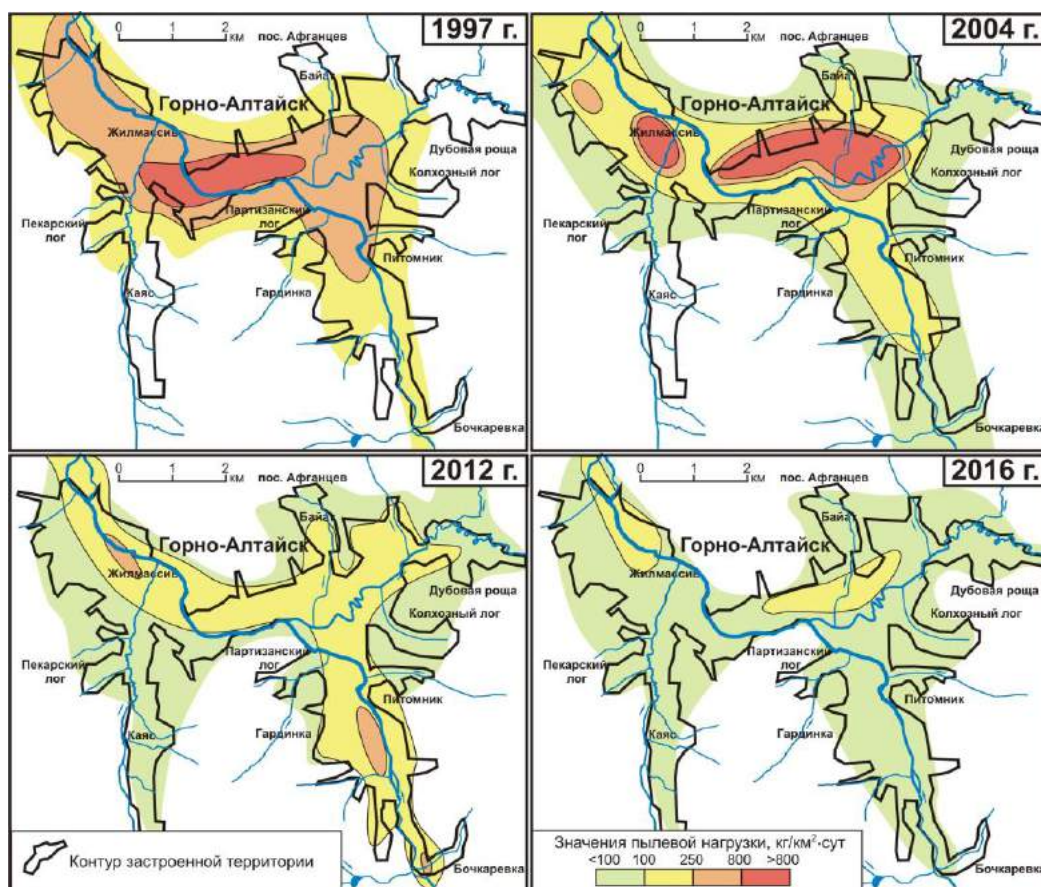 0 1 2
км
пос. Афганцев
1997 г.
Байат
Горно-Алтайск
Жилмассив
Дубовая роща
Колхозный лог
Партизанский
лог
Пекарский
лог
Питомник
Каяс
Гардинка
Бочкаревка
0 1 2
км
пос. Афганцев
2004 г.
Байат
Горно-Алтайск
Жилмассив
Дубовая роща
Колхозный лог
Партизанский
лог
Пекарский
лог
Питомник
Каяс
Гардинка
Бочкаревка
0 1 2
км
пос. Афганцев
2012 г.
Байат
Горно-Алтайск
Жилмассив
Дубовая роща
Колхозный лог
Партизанский
лог
Пекарский
лог
Питомник
Каяс
Гардинка
Бочкаревка
Контур застроенной территории
0 1 2
км
пос. Афганцев
2016 г.
Байат
Горно-Алтайск
Жилмассив
Дубовая роща
Колхозный лог
Партизанский
лог
Пекарский
лог
Питомник
Каяс
Гардинка
Бочкаревка
Значения пылевой нагрузки, кг/км²·сут
<100 100 250 800 >800